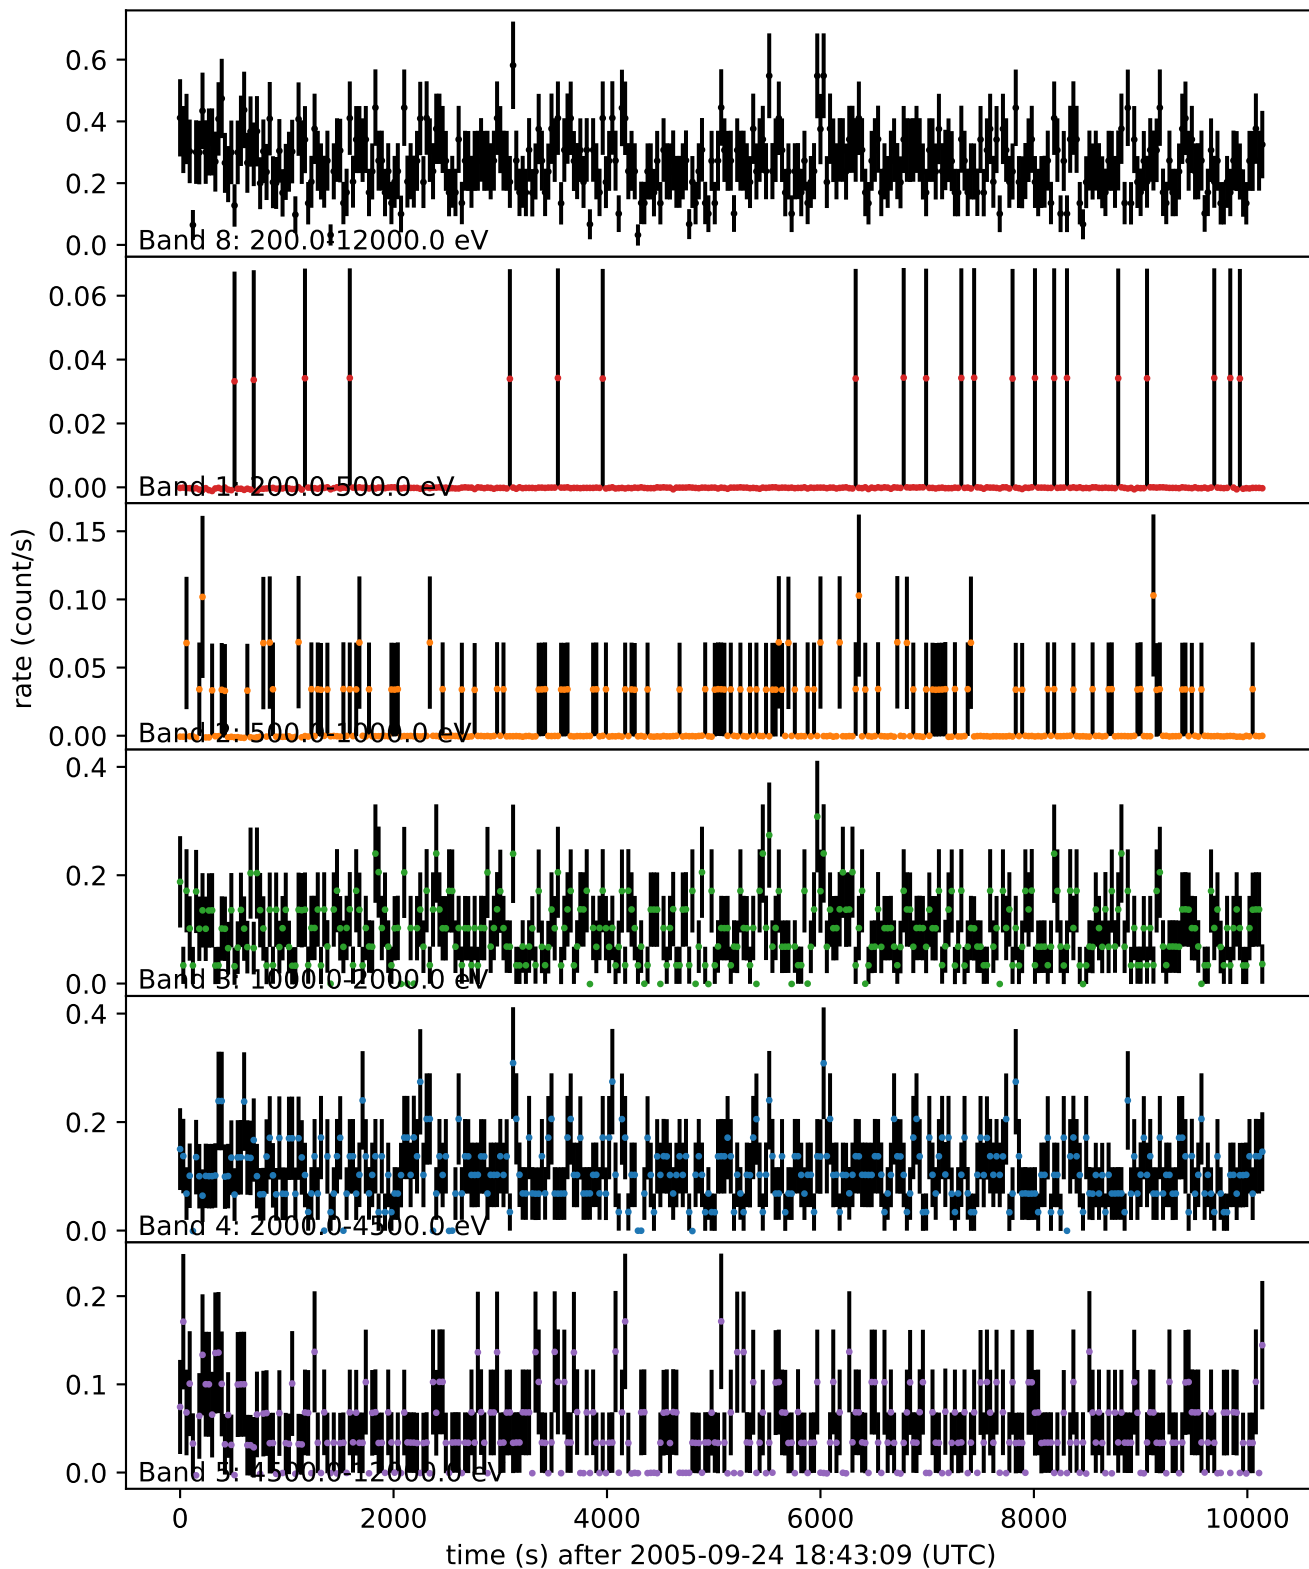 0.6
0.4
0.2
0.0
Band 8: 200.0-12000.0 eV
0.06
0.04
0.02
0.00
Band 1: 200.0-500.0 eV
0.15
0.10
0.05
0.00
Band 2: 500.0-1000.0 eV
rate (count/s)
0.4
0.2
0.0
Band 3: 1000.0-2000.0 eV
0.4
0.2
0.0
Band 4: 2000.0-4500.0 eV
0.2
0.1
0.0
Band 5: 4500.0-12000.0 eV
0 2000 4000 6000 8000 10000
time (s) after 2005-09-24 18:43:09 (UTC)